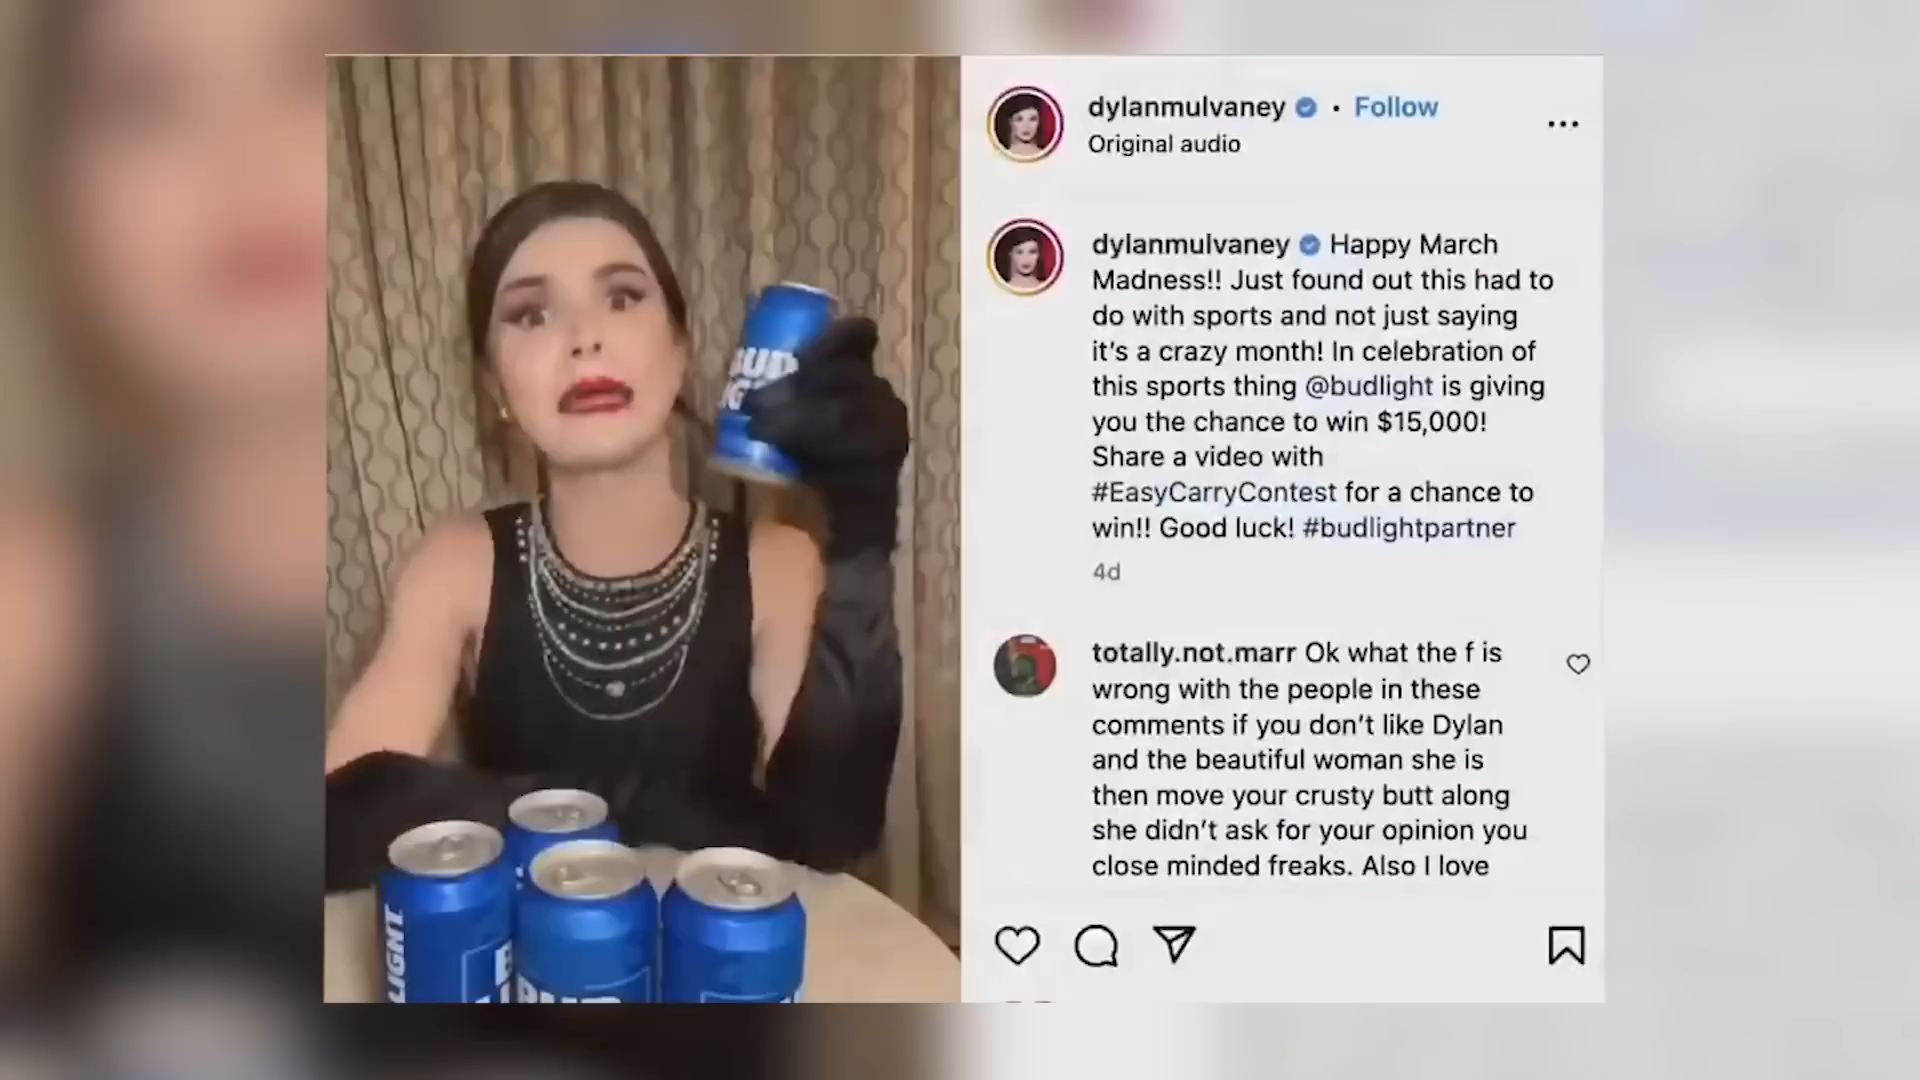 dylanmulvaney • Follow
Original audio
dylanmulvaney Happy March
Madness!! Just found out this had to
do with sports and not just saying
it's a crazy month! In celebration of
this sports thing @budlight is giving
you the chance to win $15,000!
Share a video with
#EasyCarryContest for a chance to
win!! Good luck! #budlightpartner
4d
totally.not.marr Ok what the f is
wrong with the people in these
comments if you don't like Dylan
and the beautiful woman she is
then move your crusty butt along
she didn't ask for your opinion you
close minded freaks. Also I love
BUD
LIGHT